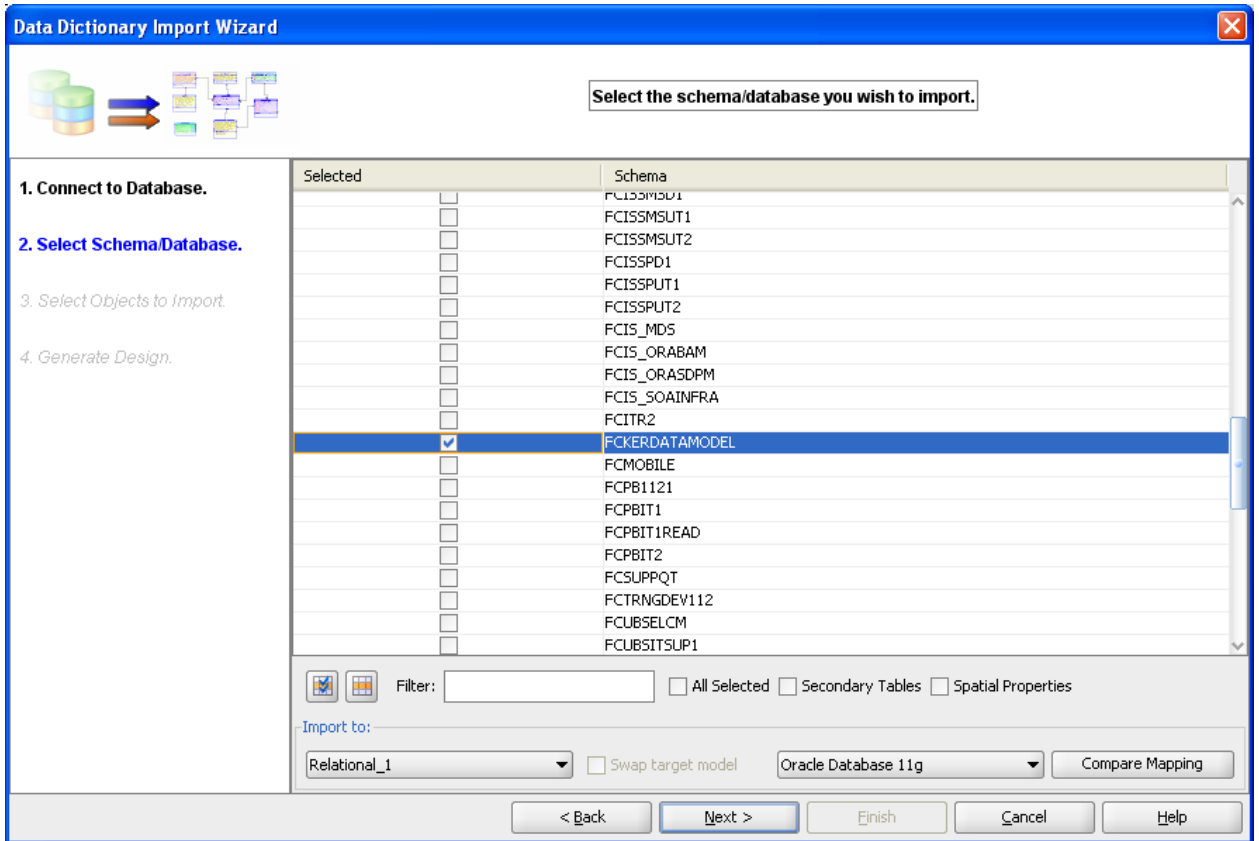 Data Dictionary Import Wizard
Select the schema/database you wish to import.
1. Connect to Database.
2. Select Schema/Database.
3. Select Objects to Import.
4. Generate Design.
Selected Schema
FCISSMSD1
FCISSMSUT1
FCISSMSUT2
FCISSPD1
FCISSPUT1
FCISSPUT2
FCIS_MDS
FCIS_ORABAM
FCIS_ORASDPM
FCIS_SOAINFRA
FCITR2
FCKERDATAMODEL
FCMOBILE
FCPB1121
FCPBIT1
FCPBIT1READ
FCPBIT2
FCSUPPQT
FCTRNGDEV112
FCUBSELCM
FCUBSITSUP1
Filter: All Selected Secondary Tables Spatial Properties
Import to:
Relational_1 Swap target model Oracle Database 11g Compare Mapping
< Back Next > Finish Cancel Help